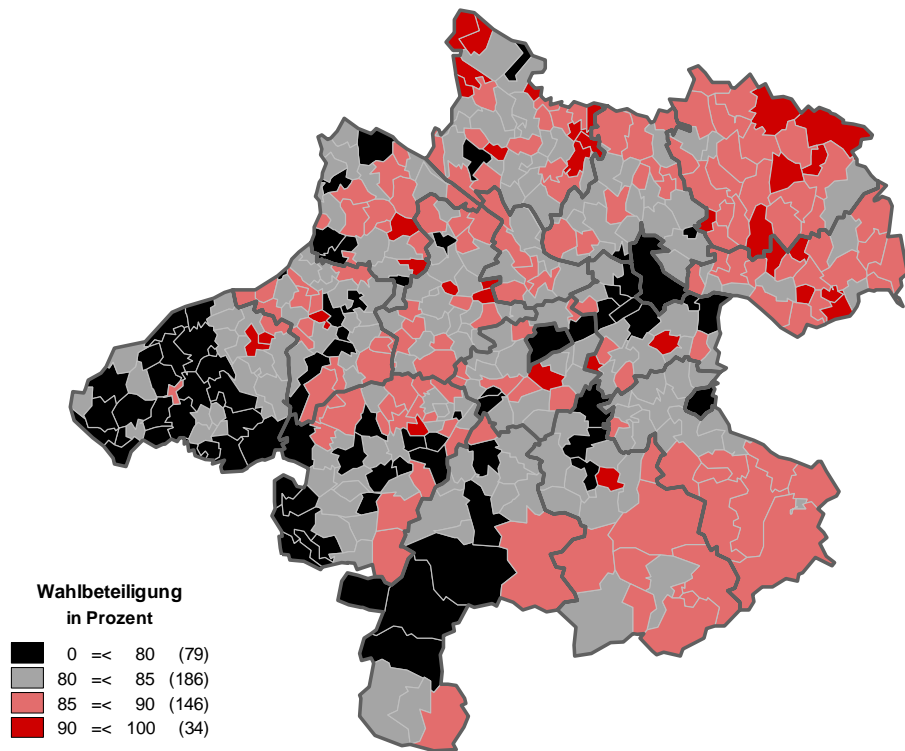 Wahlbeteiligung
in Prozent
0 =< 80 (79)
80 =< 85 (186)
85 =< 90 (146)
90 =< 100 (34)